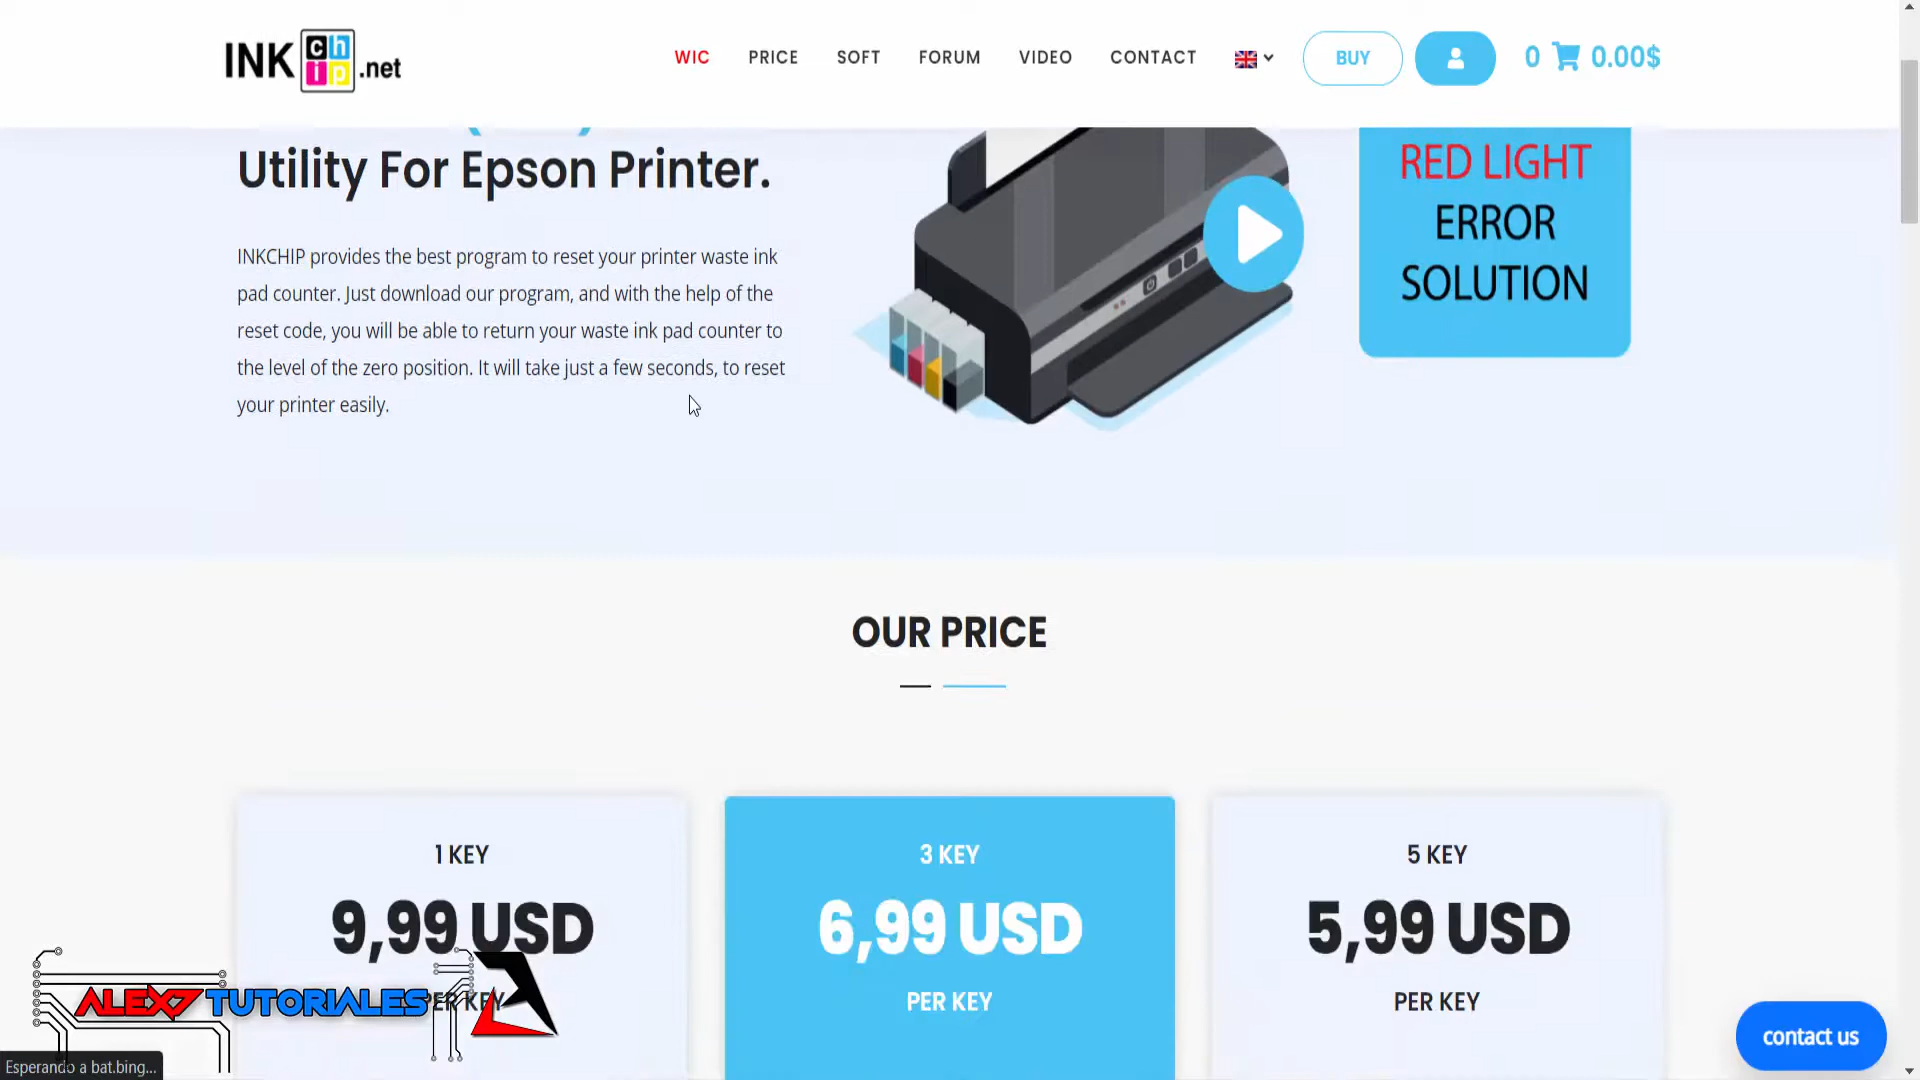 INK chip .net
WIC PRICE SOFT FORUM VIDEO CONTACT BUY 0 0.00$
Utility For Epson Printer.
INKCHIP provides the best program to reset your printer waste ink
pad counter. Just download our program, and with the help of the
reset code, you will be able to return your waste ink pad counter to
the level of the zero position. It will take just a few seconds, to reset
your printer easily.
RED LIGHT
ERROR
SOLUTION
OUR PRICE
1 KEY
9,99 USD
PER KEY
3 KEY
6,99 USD
PER KEY
5 KEY
5,99 USD
PER KEY
ALEX7 TUTORIALES
contact us
Esperando a bat.bing...